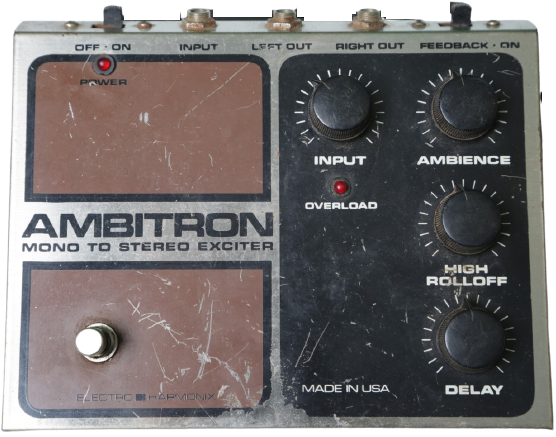 OFF · ON
INPUT
LEFT OUT
RIGHT OUT
FEEDBACK · ON
POWER
INPUT
AMBIENCE
OVERLOAD
AMBITRON
MONO TO STEREO EXCITER
HIGH
ROLLOFF
DELAY
ELECTRO HARMONIX
MADE IN USA